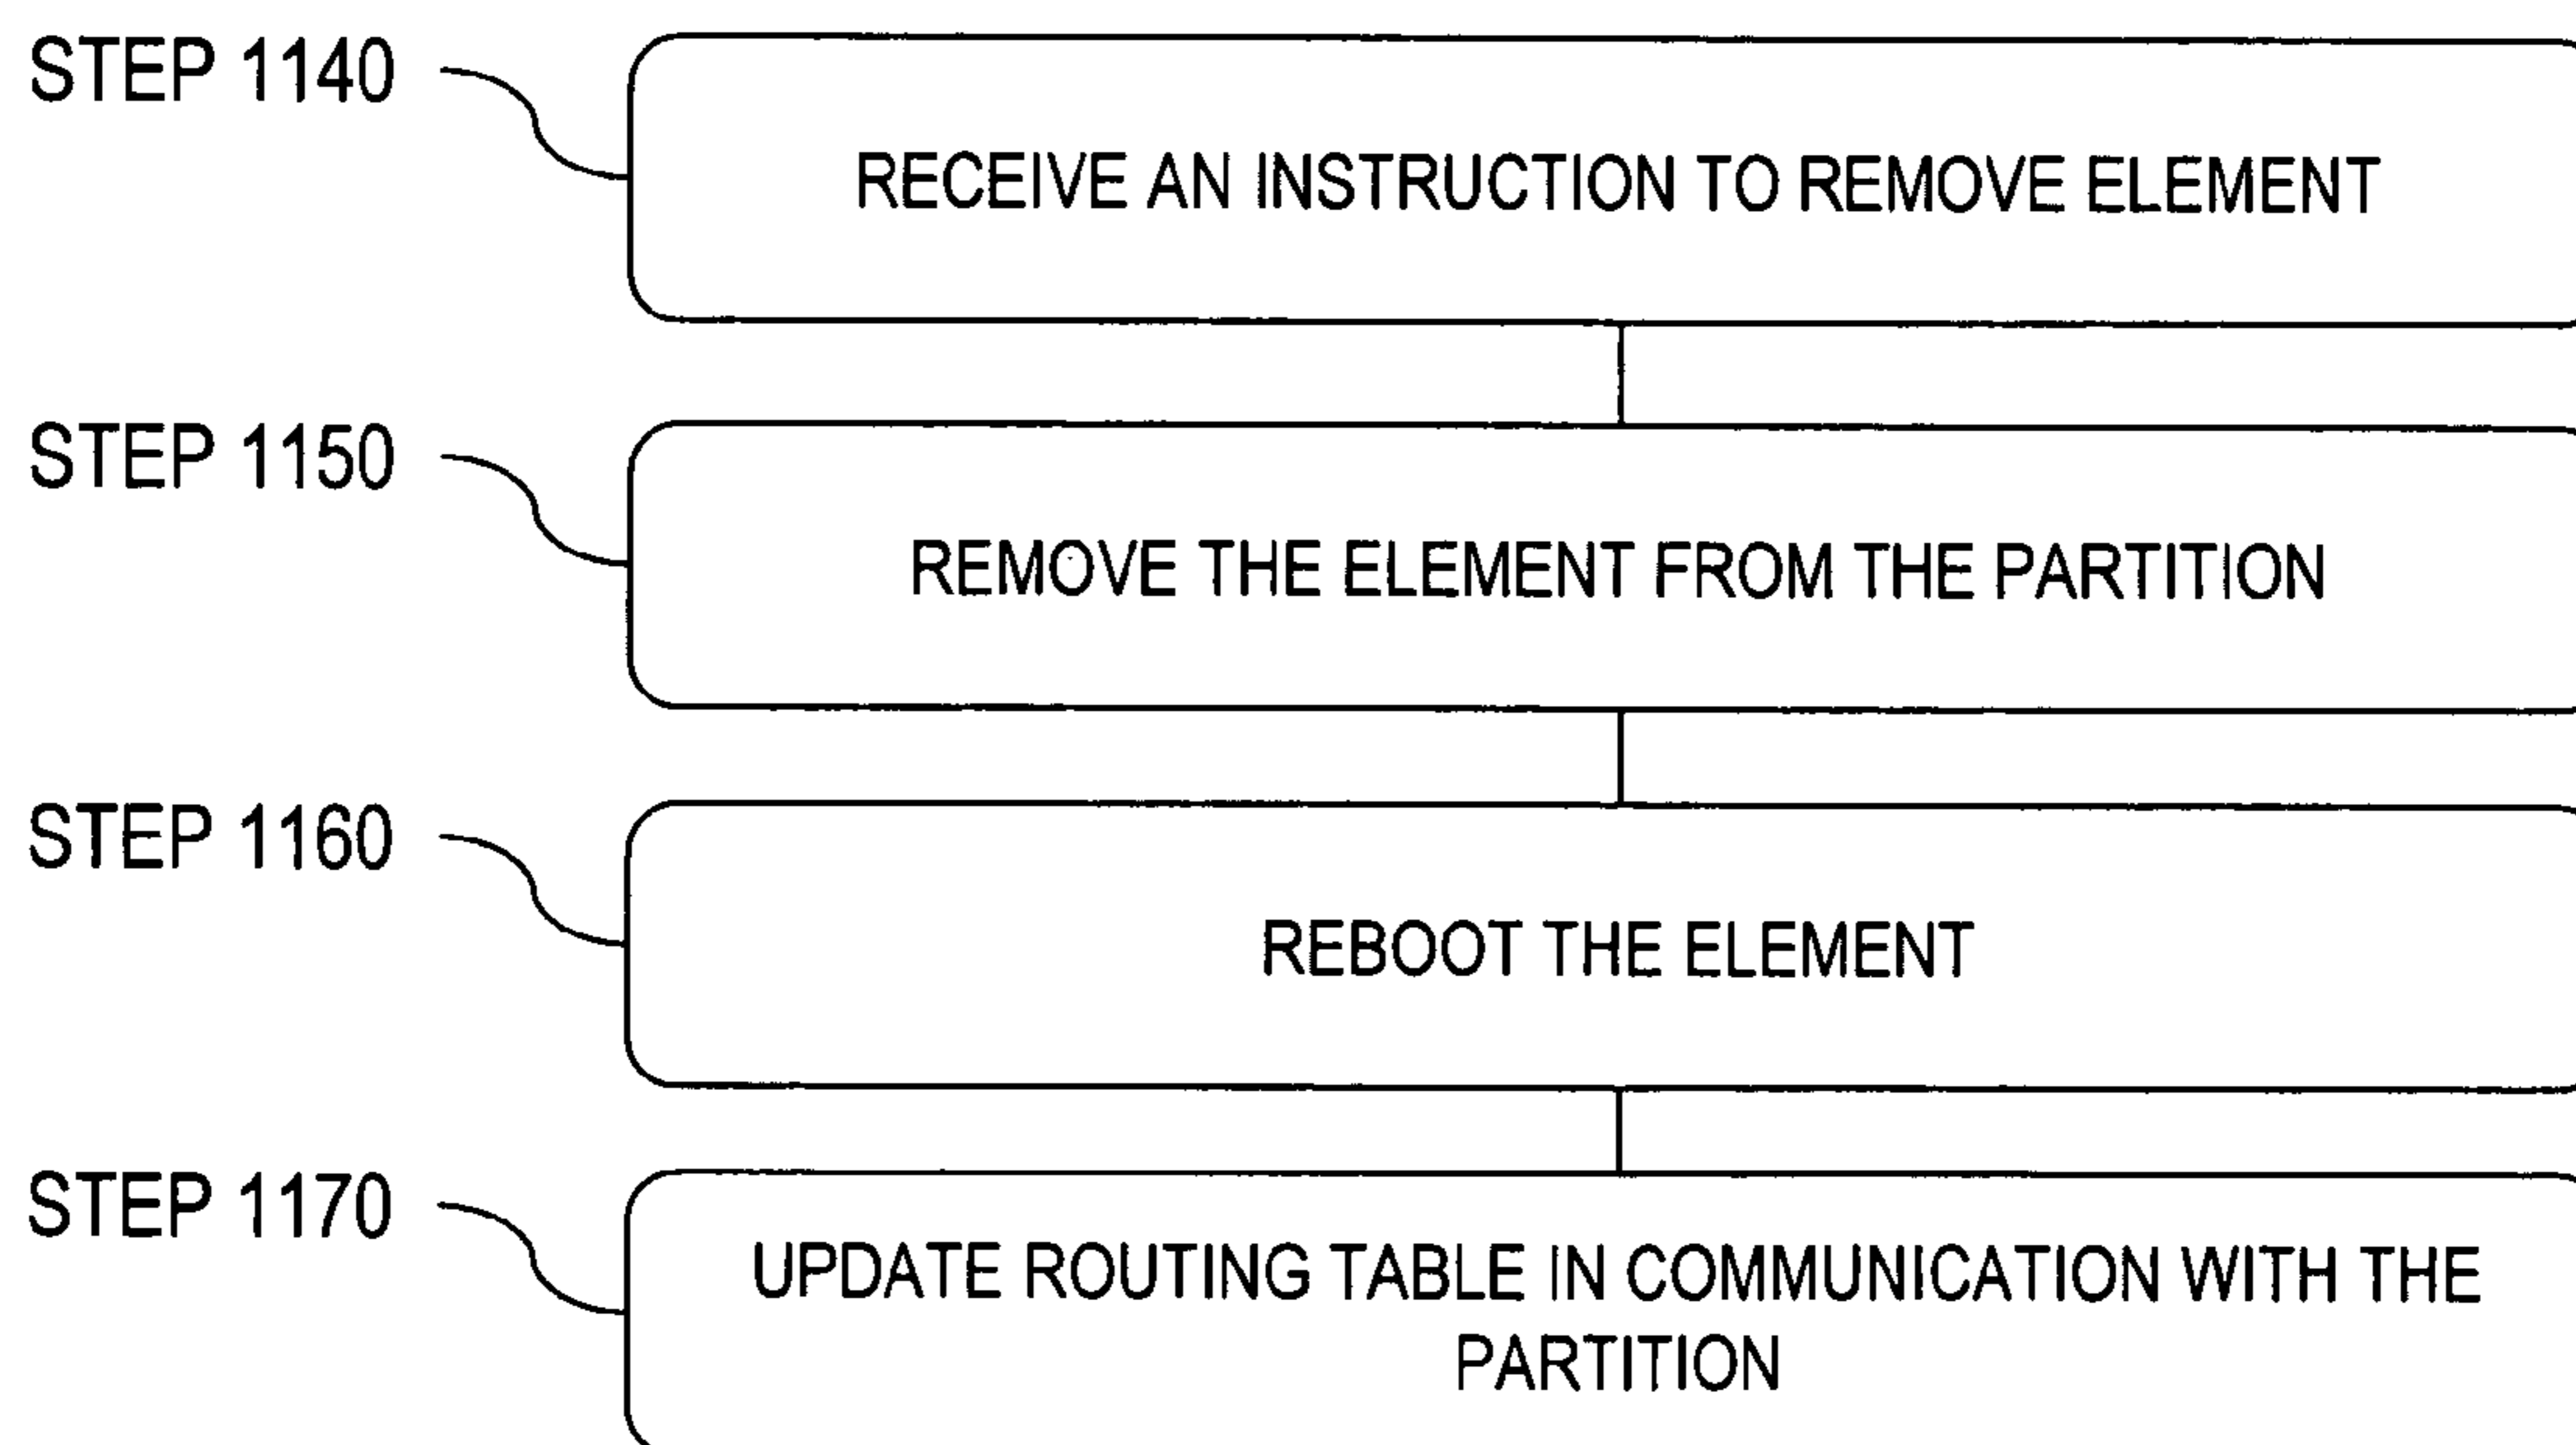 STEP 1140
RECEIVE AN INSTRUCTION TO REMOVE ELEMENT
STEP 1150
REMOVE THE ELEMENT FROM THE PARTITION
STEP 1160
REBOOT THE ELEMENT
STEP 1170
UPDATE ROUTING TABLE IN COMMUNICATION WITH THE
PARTITION